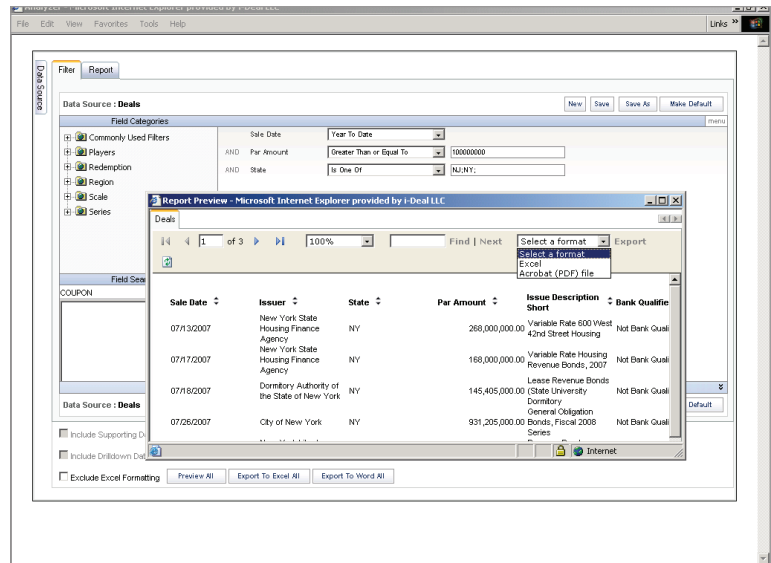 Analyzer - Microsoft Internet Explorer provided by i-Deal LLC
File Edit View Favorites Tools Help Links »
Data Source
Filter Report
Data Source : Deals New Save Save As Make Default
Field Categories menu
Commonly Used Filters
Players
Redemption
Region
Scale
Series
Sale Date Year To Date
AND Par Amount Greater Than or Equal To 100000000
AND State Is One Of NJ;NY;
Report Preview - Microsoft Internet Explorer provided by i-Deal LLC
Deals
1 of 3 100% Find | Next Select a format Export
Select a format
Excel
Acrobat (PDF) file
Field Sear
COUPON
Sale Date Issuer State Par Amount Issue Description Short Bank Qualifie
07/13/2007 New York State Housing Finance Agency NY 268,000,000.00 Variable Rate 600 West 42nd Street Housing Not Bank Quali
07/17/2007 New York State Housing Finance Agency NY 168,000,000.00 Variable Rate Housing Revenue Bonds, 2007 Not Bank Quali
07/18/2007 Dormitory Authority of the State of New York NY 145,405,000.00 Lease Revenue Bonds (State University Dormitory Not Bank Quali
07/26/2007 City of New York NY 931,205,000.00 General Obligation Bonds, Fiscal 2008 Series Not Bank Quali
Internet
Data Source : Deals Default
Include Supporting D
Include Drilldown Dat
Exclude Excel Formatting Preview All Export To Excel All Export To Word All